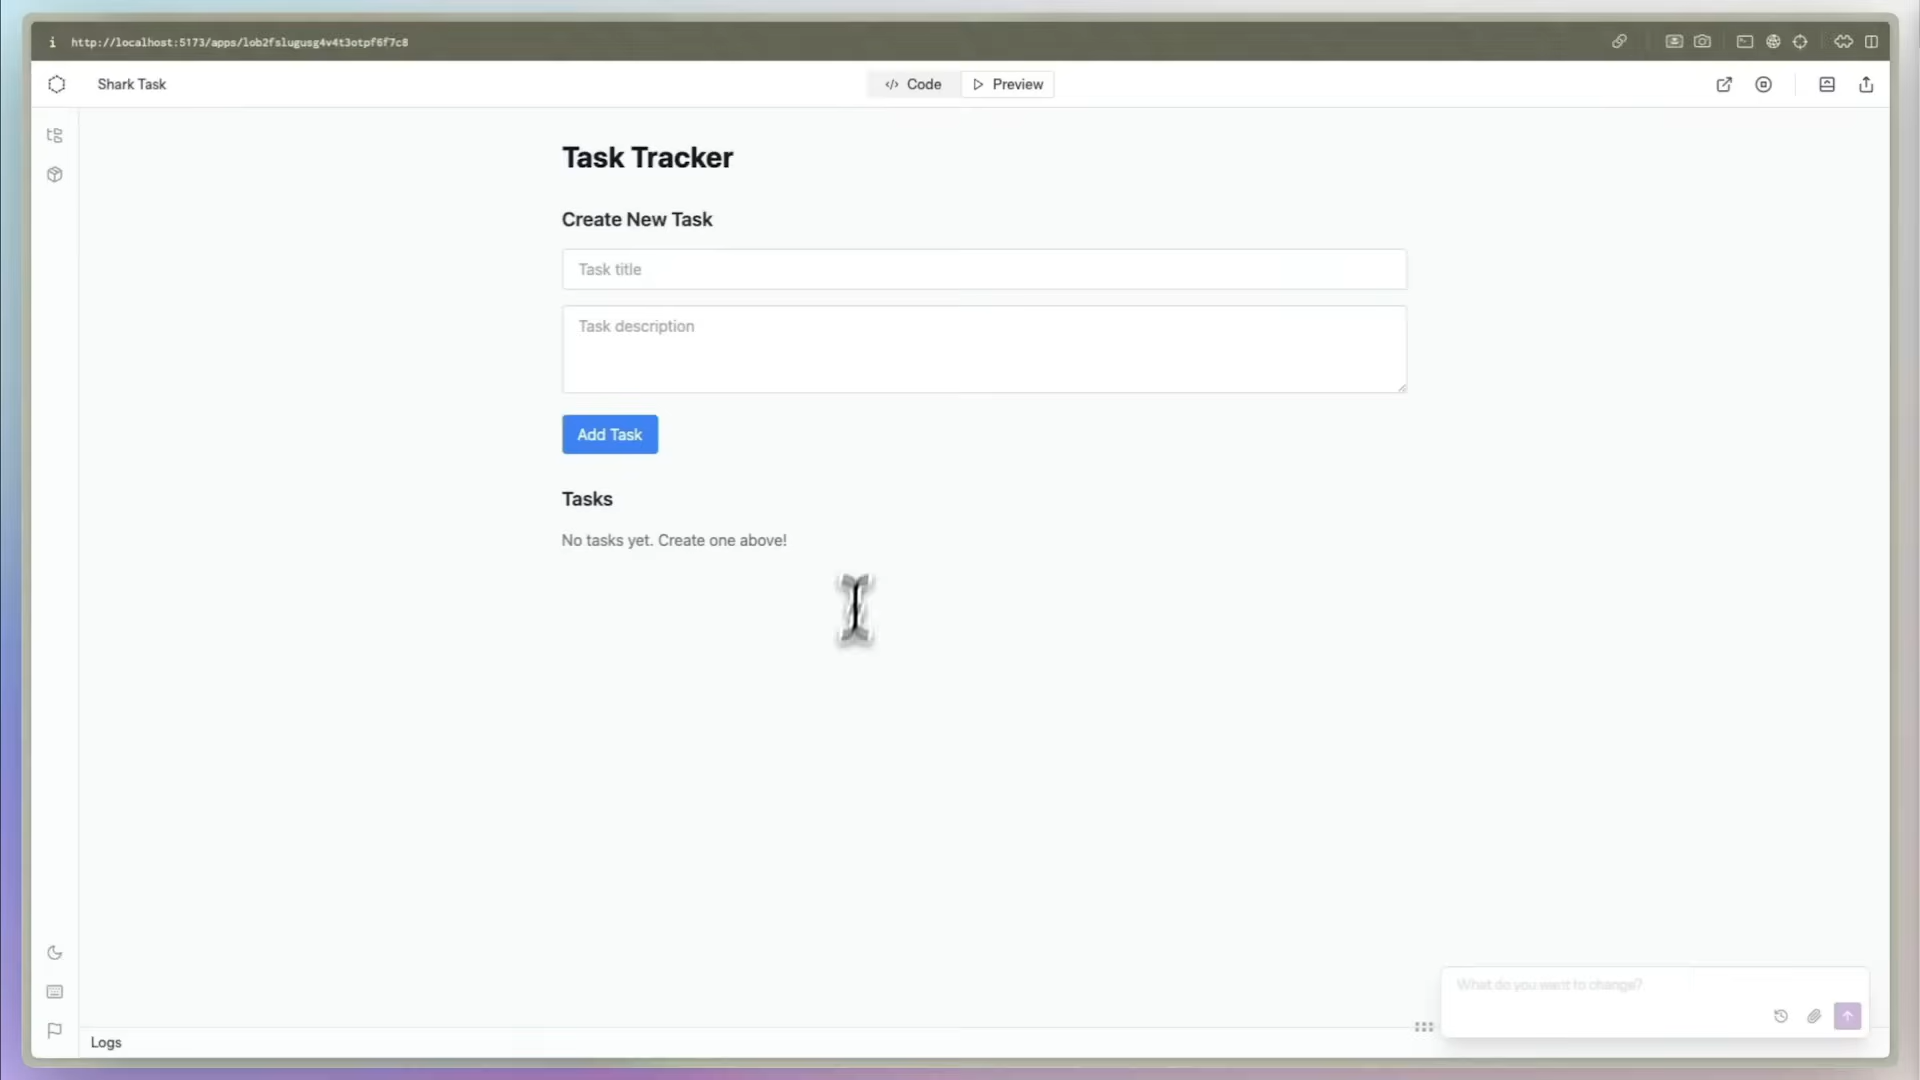 i http://localhost:5173/apps/lob2fslugusg4v4t3otpf6f7c8
Shark Task
</> Code
Preview
Task Tracker
Create New Task
Task title
Task description
Add Task
Tasks
No tasks yet. Create one above!
What do you want to change?
Logs